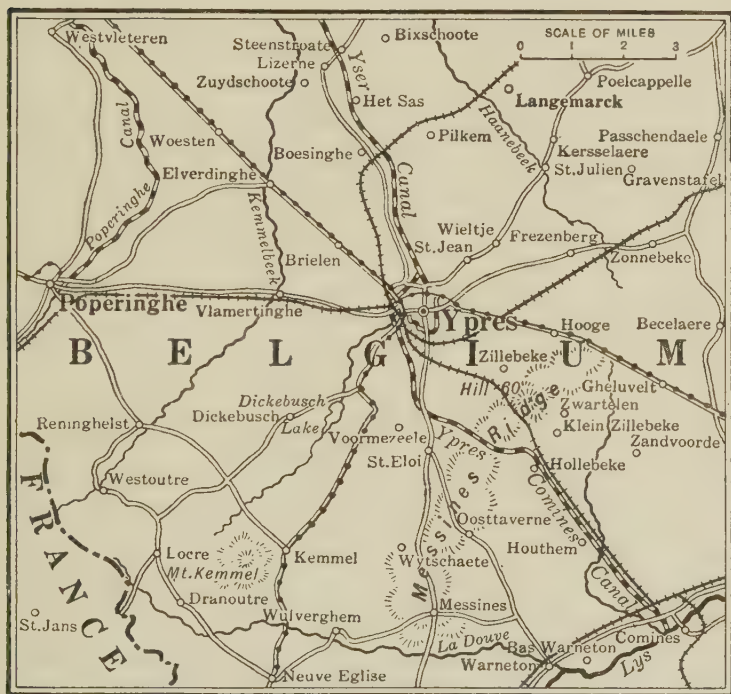 SCALE OF MILES
0 1 2 3
Westvleteren
Steenstroate
Bixschoote
Lizerne
Yser
Zuydschoote
Poelcappelle
Canal
Het Sas
Langemarck
Haanebeek
Woesten
Pilkem
Passchendaele
Kersselaere
Boesinghe
St. Julien
Elverdinghe
Canal
Gravenstafel
Poperinghe
Kemmelbeek
Wieltje
St. Jean
Frezenberg
Brielen
Zonnebeke
Poperinghe
Vlamertinghe
Ypres
Hooge
Becelaere
BELGIUM
Zillebeke
Hill 60
Gheluvelt
Dickebusch
Lake
Dickebusch
Ridge
Zwartelen
Reninghelst
Voormezeele
Klein Zillebeke
Ypres
Zandvoorde
St. Eloi
Hollebeke
Westoutre
FRANCE
Comines
Oosttaverne
Messines
Houthem
Locre
Kemmel
Wytschaete
Mt. Kemmel
Canal
Dranoutre
Messines
St. Jans
Wulverghem
Comines
La Douve
Bas Warneton
Warneton
Lys
Neuve Eglise